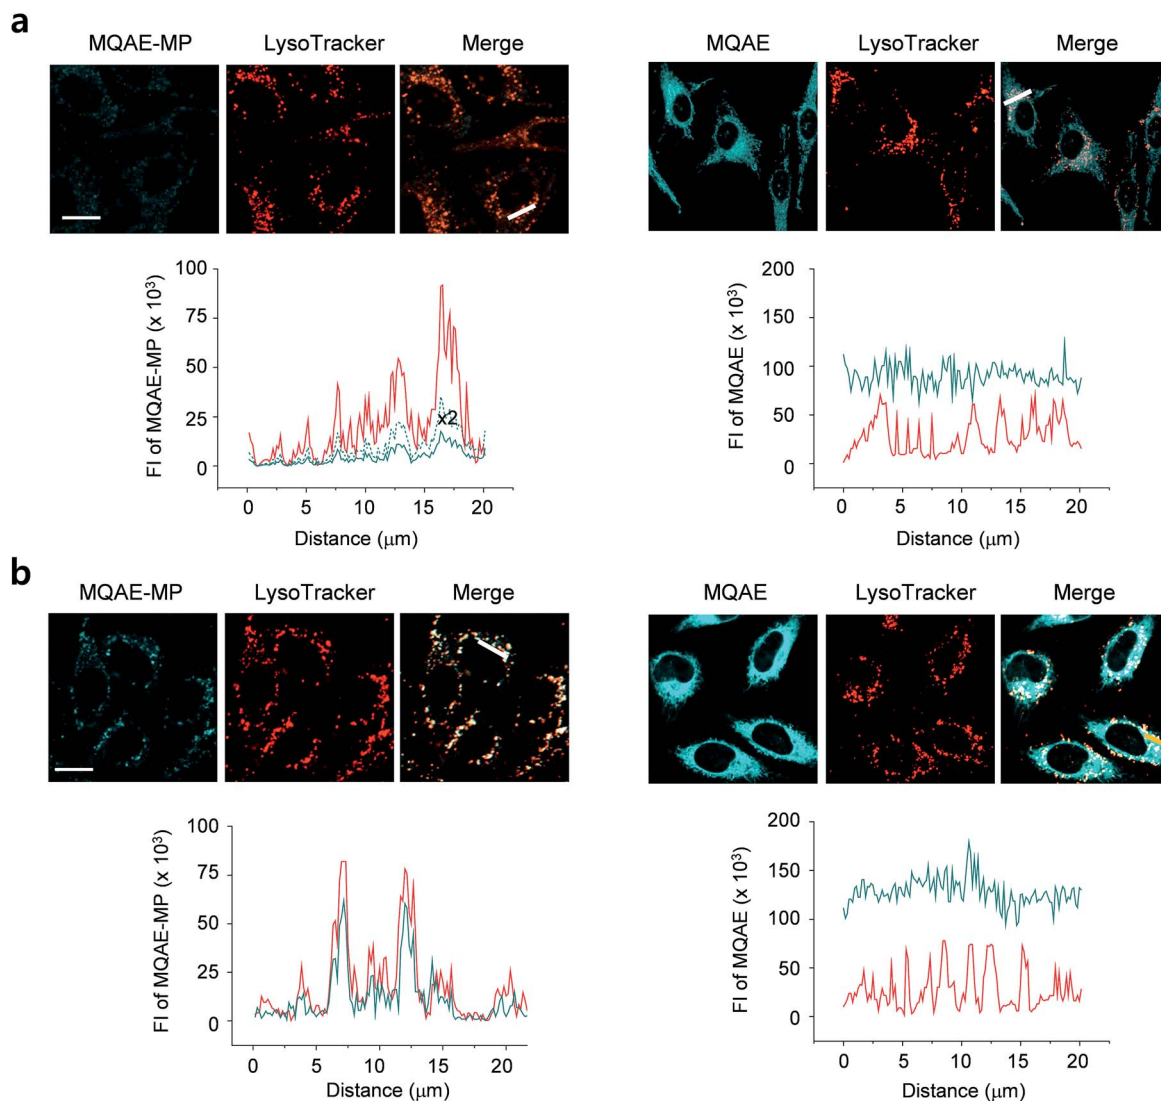 a
MQAE-MP LysoTracker Merge
MQAE LysoTracker Merge
FI of MQAE-MP (x 10³)
100
75
50
25
0
x2
0 5 10 15 20
Distance (μm)
FI of MQAE (x 10³)
200
150
100
50
0
0 5 10 15 20
Distance (μm)
b
MQAE-MP LysoTracker Merge
MQAE LysoTracker Merge
FI of MQAE-MP (x 10³)
100
75
50
25
0
0 5 10 15 20
Distance (μm)
FI of MQAE (x 10³)
200
150
100
50
0
0 5 10 15 20
Distance (μm)